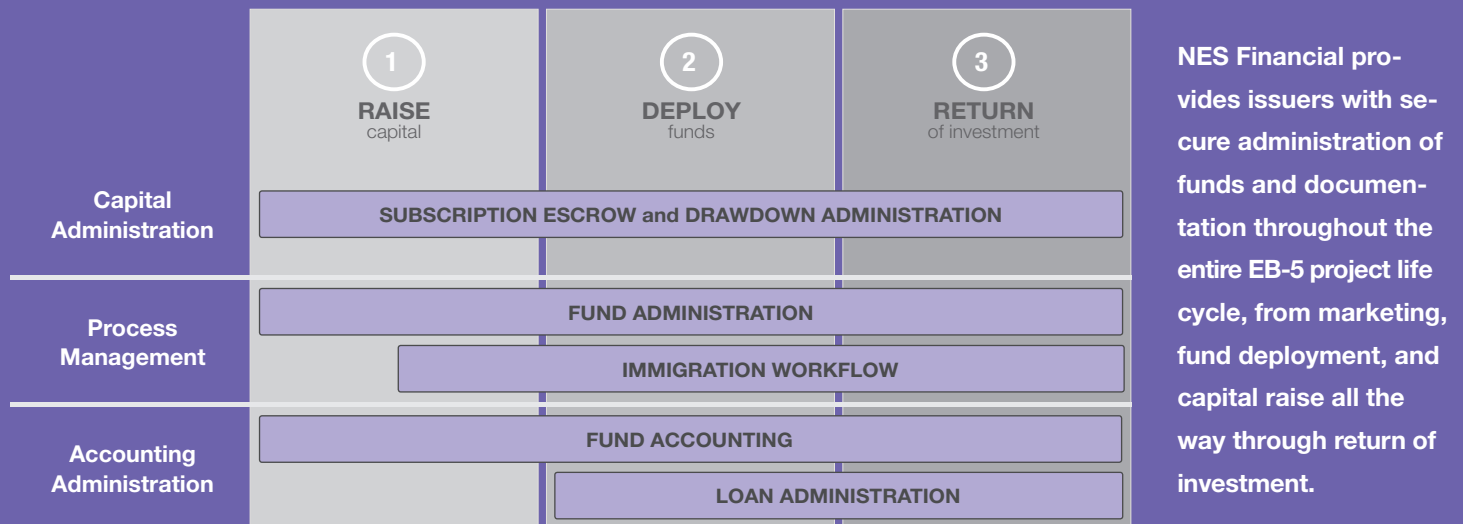 1
RAISE
capital
2
DEPLOY
funds
3
RETURN
of investment
Capital
Administration
SUBSCRIPTION ESCROW and DRAWDOWN ADMINISTRATION
Process
Management
FUND ADMINISTRATION
IMMIGRATION WORKFLOW
Accounting
Administration
FUND ACCOUNTING
LOAN ADMINISTRATION
NES Financial pro-
vides issuers with se-
cure administration of
funds and documen-
tation throughout the
entire EB-5 project life
cycle, from marketing,
fund deployment, and
capital raise all the
way through return of
investment.